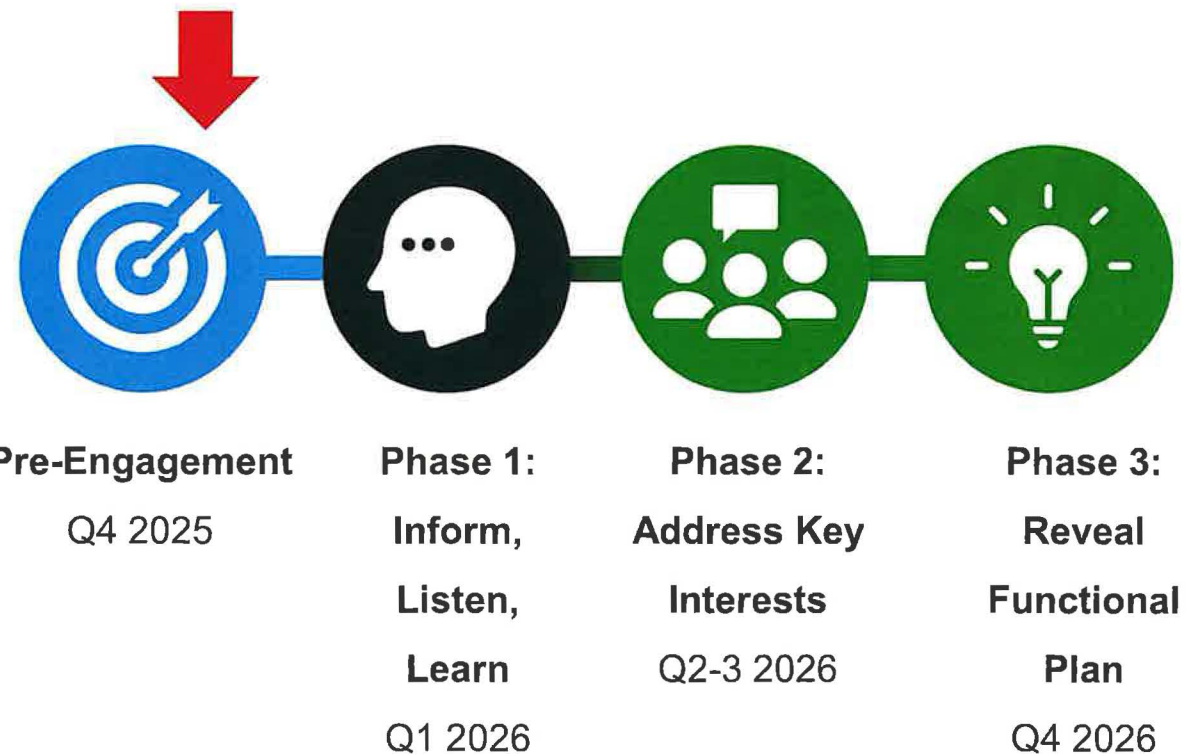 Pre-Engagement
Q4 2025
Phase 1:
Inform,
Listen,
Learn
Q1 2026
Phase 2:
Address Key
Interests
Q2-3 2026
Phase 3:
Reveal
Functional
Plan
Q4 2026